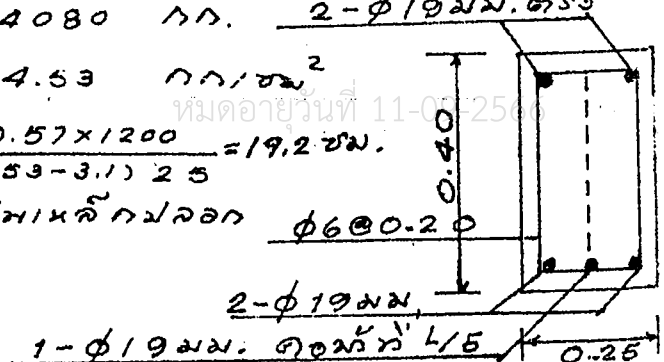 4080 กก. 2-φ19มม.ตรง
4.53 กก/ซม²
หมดอายุวันที่ 11-09-2566
0.57×1200
=19.2 ซม.
53-3.1) 25
0.40
เหล็กปลอก φ6@0.20
2-φ19มม.
1-φ19มม. คอม้าที่ L/5
0.25